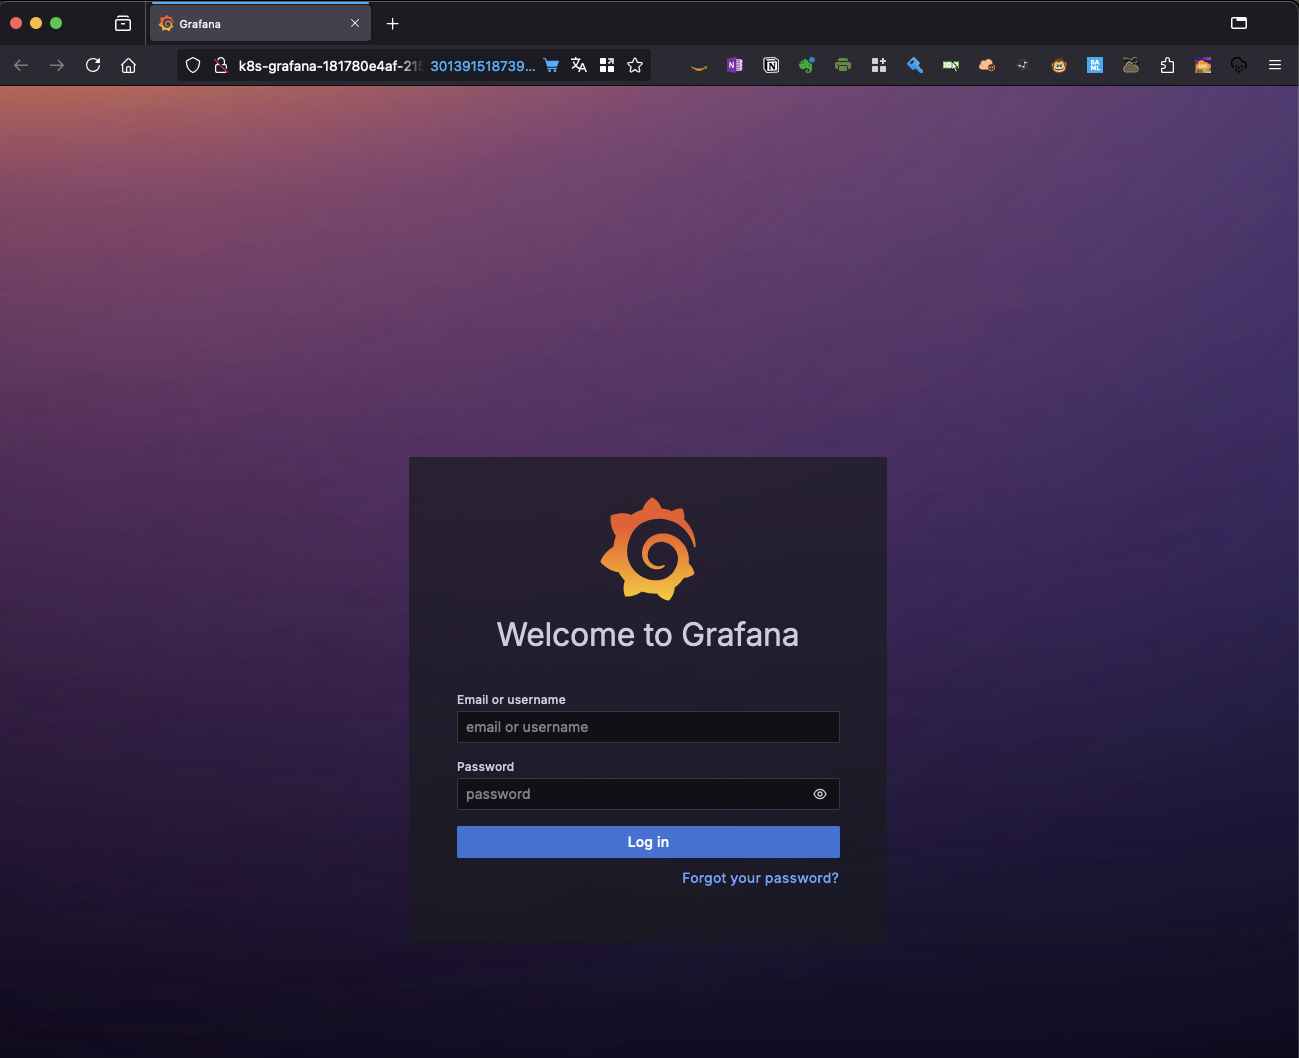 Grafana
k8s-grafana-181780e4af-215 301391518739...
Welcome to Grafana
Email or username
email or username
Password
password
Log in
Forgot your password?